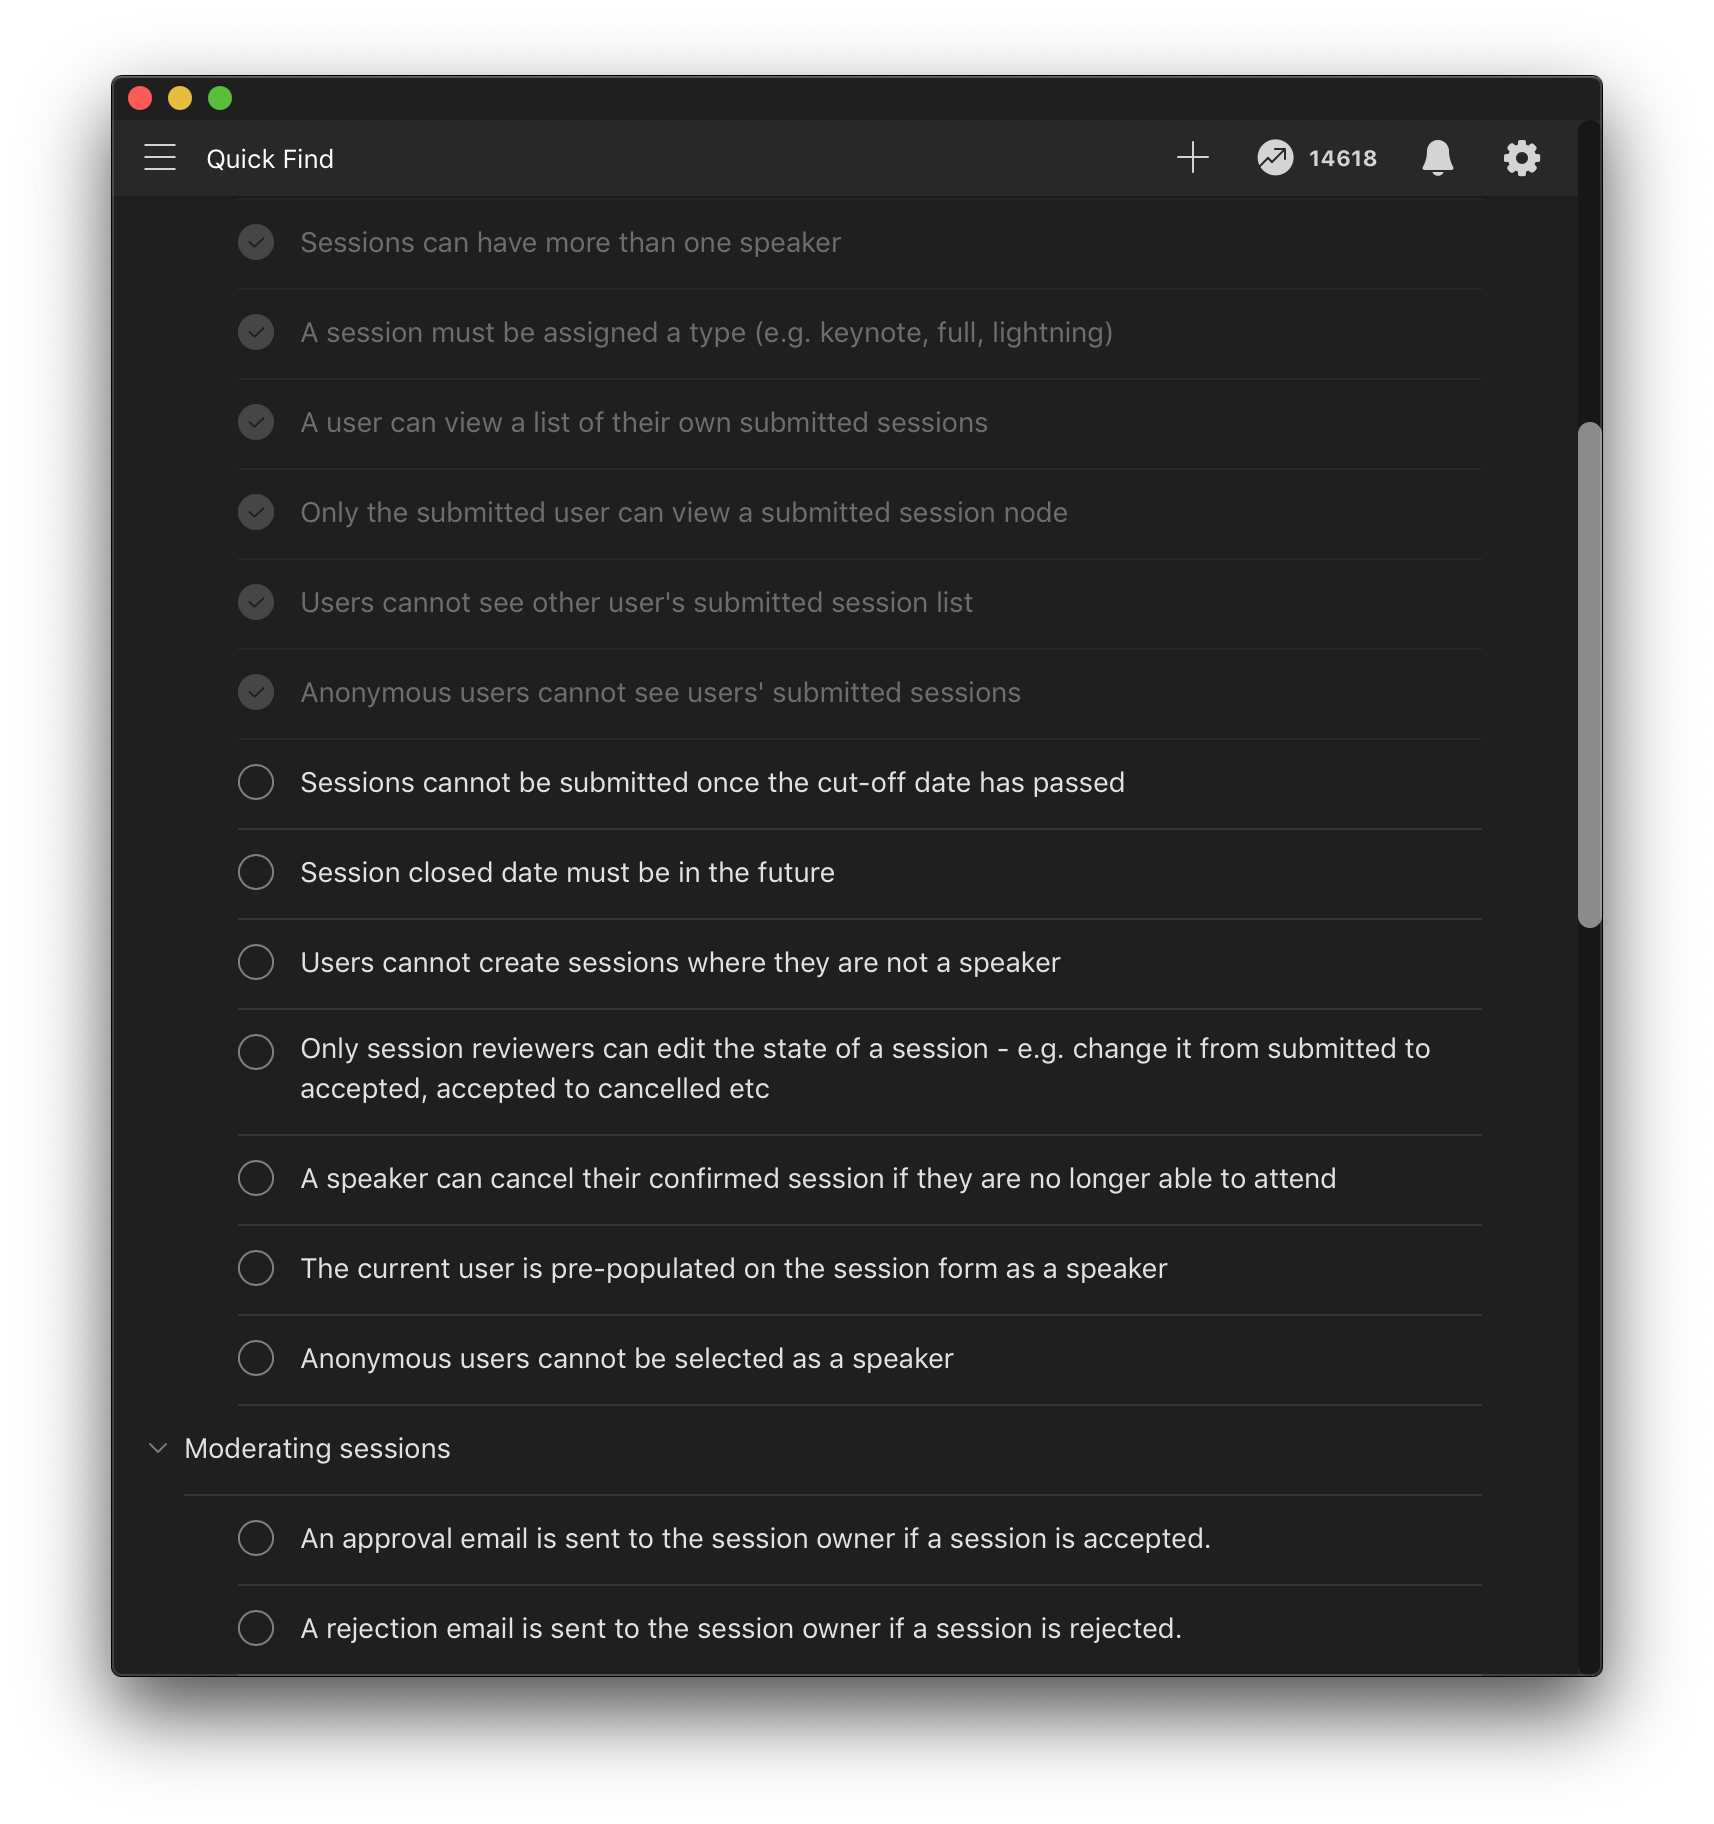 Quick Find
14618
Sessions can have more than one speaker
A session must be assigned a type (e.g. keynote, full, lightning)
A user can view a list of their own submitted sessions
Only the submitted user can view a submitted session node
Users cannot see other user's submitted session list
Anonymous users cannot see users' submitted sessions
Sessions cannot be submitted once the cut-off date has passed
Session closed date must be in the future
Users cannot create sessions where they are not a speaker
Only session reviewers can edit the state of a session - e.g. change it from submitted to
accepted, accepted to cancelled etc
A speaker can cancel their confirmed session if they are no longer able to attend
The current user is pre-populated on the session form as a speaker
Anonymous users cannot be selected as a speaker
Moderating sessions
An approval email is sent to the session owner if a session is accepted.
A rejection email is sent to the session owner if a session is rejected.